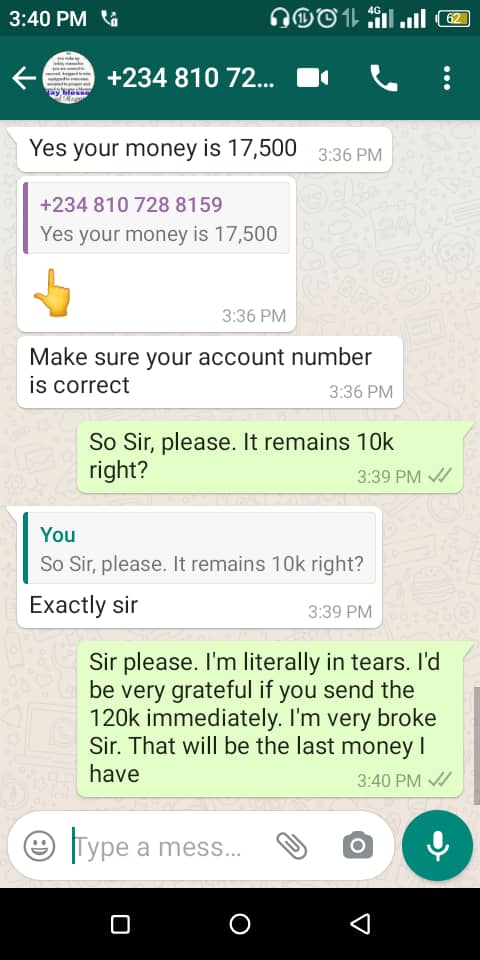 3:40 PM
4G
62
+234 810 72...
Yes your money is 17,500
3:36 PM
+234 810 728 8159
Yes your money is 17,500
3:36 PM
Make sure your account number
is correct
3:36 PM
So Sir, please. It remains 10k
right?
3:39 PM
You
So Sir, please. It remains 10k right?
Exactly sir
3:39 PM
Sir please. I'm literally in tears. I'd
be very grateful if you send the
120k immediately. I'm very broke
Sir. That will be the last money I
have
3:40 PM
Type a mess...